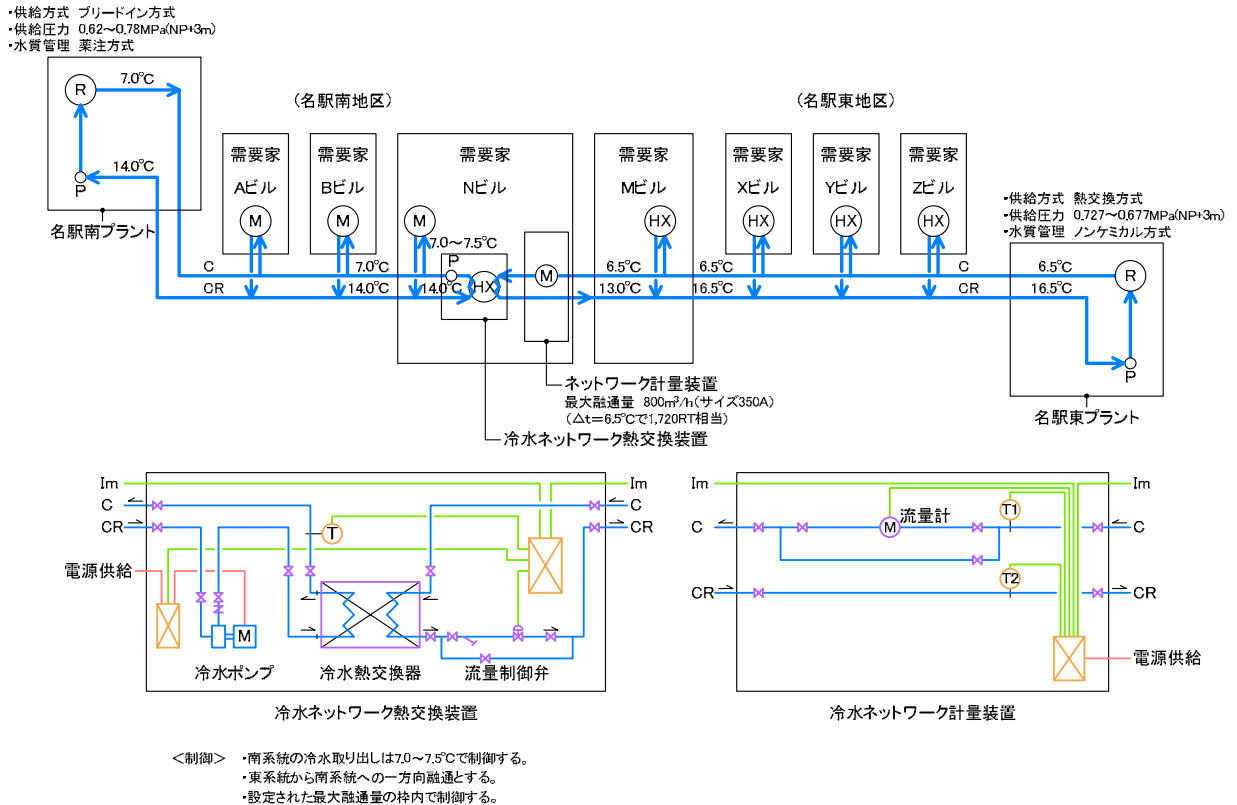 ・供給方式 ブリードイン方式
・供給圧力 0.62～0.78MPa(NP+3m)
・水質管理 薬注方式
R
7.0℃
14.0℃
P
名駅南プラント
(名駅南地区)
(名駅東地区)
需要家
Aビル
M
需要家
Bビル
M
需要家
Nビル
M
需要家
Mビル
HX
需要家
Xビル
HX
需要家
Yビル
HX
需要家
Zビル
HX
・供給方式 熱交換方式
・供給圧力 0.727～0.677MPa(NP+3m)
・水質管理 ノンケミカル方式
7.0～7.5℃
C
7.0℃
P
HX
M
6.5℃
6.5℃
C
6.5℃
R
CR
14.0℃
14.0℃
13.0℃
16.5℃
CR
16.5℃
P
名駅東プラント
ネットワーク計量装置
最大融通量 800m³/h(サイズ350A)
(△t=6.5℃で1,720RT相当)
冷水ネットワーク熱交換装置
Im
Im
C
C
CR
CR
T
電源供給
M
冷水ポンプ
冷水熱交換器
流量制御弁
冷水ネットワーク熱交換装置
Im
Im
C
M
流量計
T1
C
CR
T2
CR
電源供給
冷水ネットワーク計量装置
＜制御＞ ・南系統の冷水取り出しは7.0～7.5℃で制御する。
・東系統から南系統への一方向融通とする。
・設定された最大融通量の枠内で制御する。